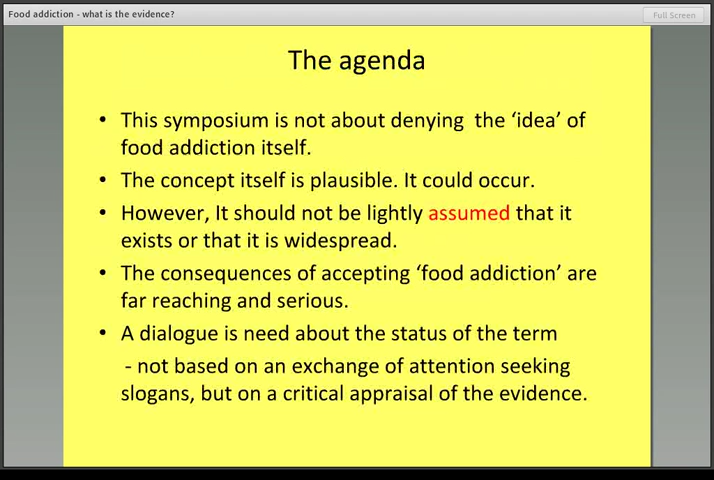 Food addiction - what is the evidence?
Full Screen
The agenda
• This symposium is not about denying the ‘idea’ of
food addiction itself.
• The concept itself is plausible. It could occur.
• However, It should not be lightly assumed that it
exists or that it is widespread.
• The consequences of accepting ‘food addiction’ are
far reaching and serious.
• A dialogue is need about the status of the term
- not based on an exchange of attention seeking
slogans, but on a critical appraisal of the evidence.